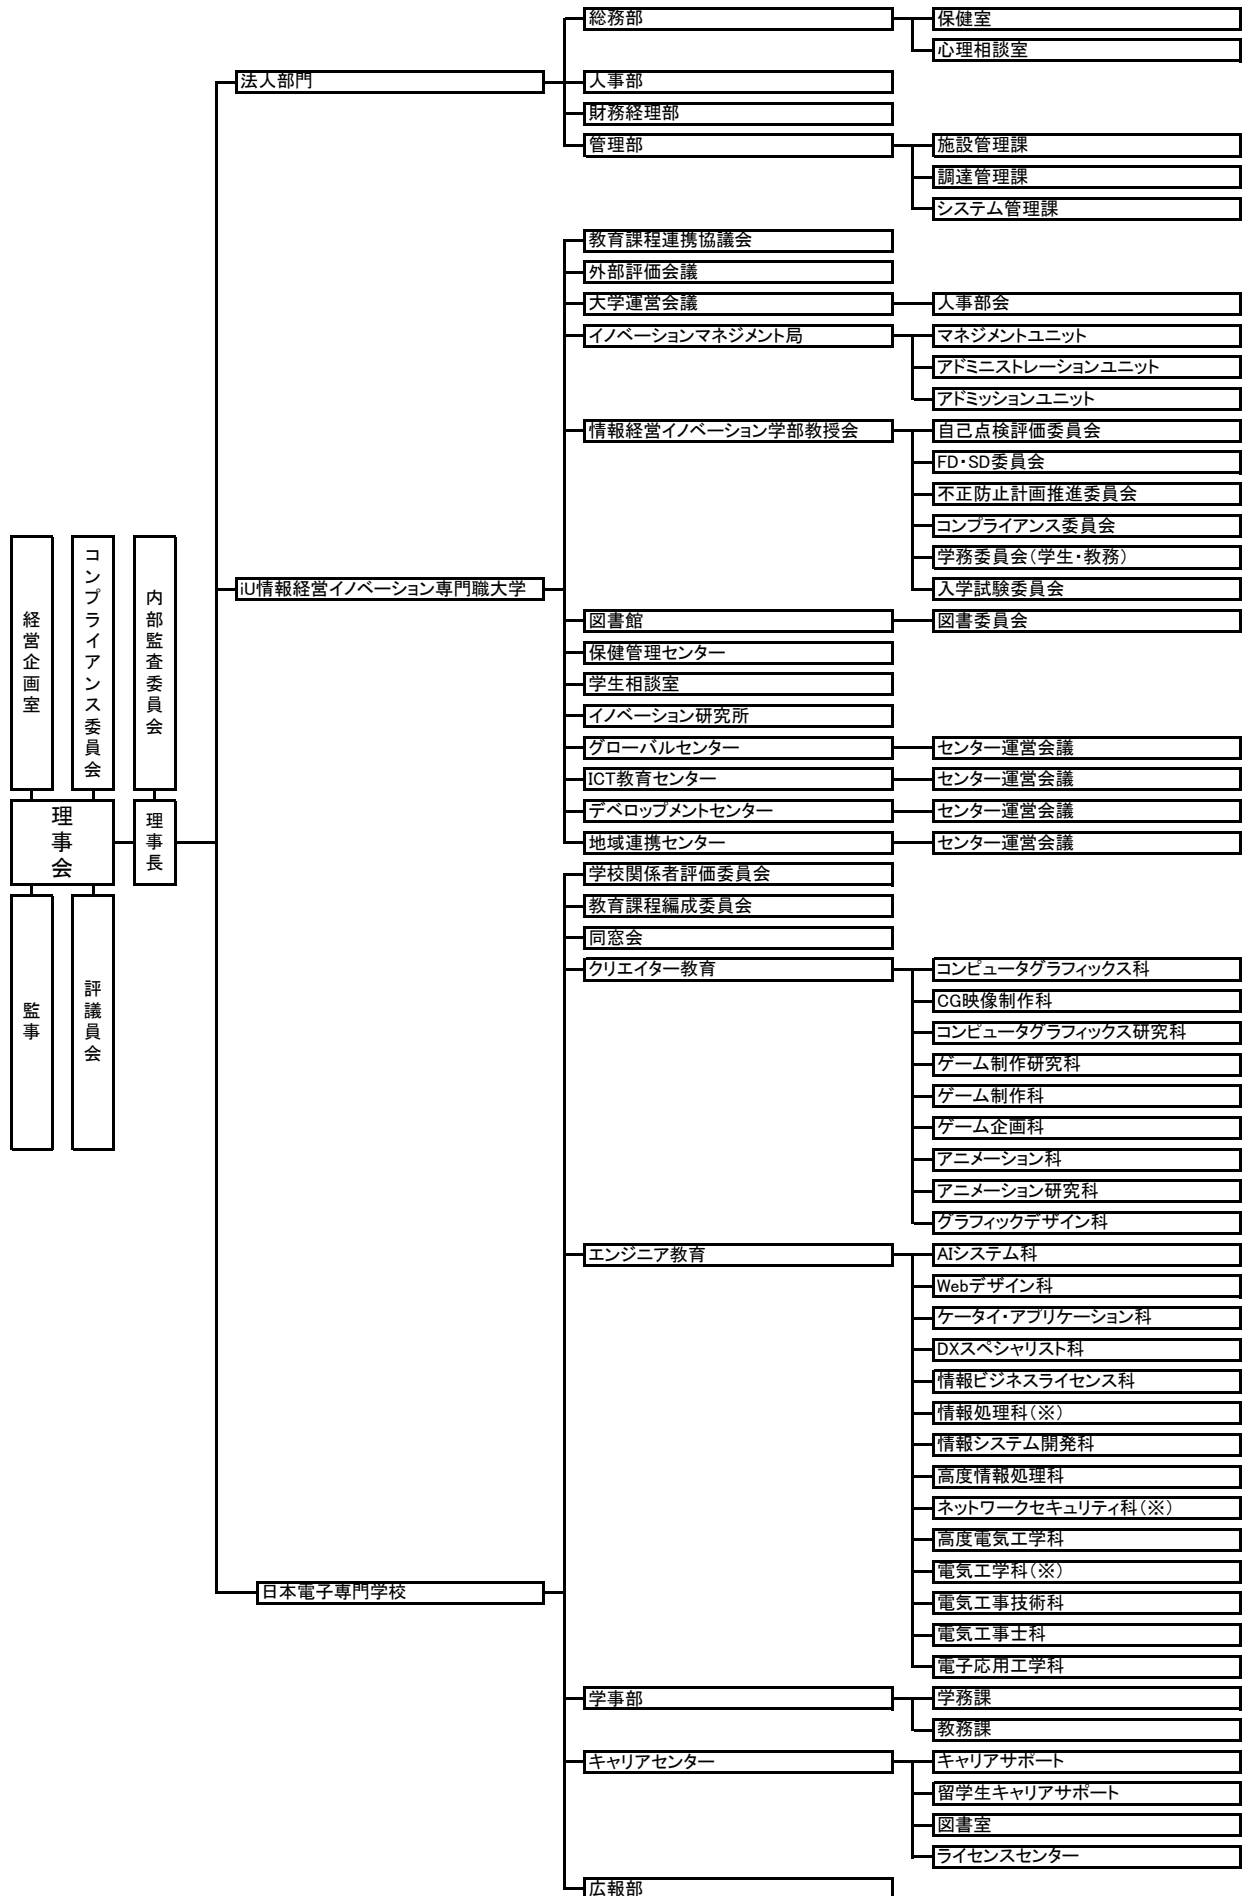 経営企画室
コンプライアンス委員会
内部監査委員会
理事会
理事長
監事
評議員会
法人部門
総務部
保健室
心理相談室
人事部
財務経理部
管理部
施設管理課
調達管理課
システム管理課
iU情報経営イノベーション専門職大学
教育課程連携協議会
外部評価会議
大学運営会議
人事部会
イノベーションマネジメント局
マネジメントユニット
アドミニストレーションユニット
アドミッションユニット
情報経営イノベーション学部教授会
自己点検評価委員会
FD・SD委員会
不正防止計画推進委員会
コンプライアンス委員会
学務委員会(学生・教務)
入学試験委員会
図書館
図書委員会
保健管理センター
学生相談室
イノベーション研究所
グローバルセンター
センター運営会議
ICT教育センター
センター運営会議
デベロップメントセンター
センター運営会議
地域連携センター
センター運営会議
日本電子専門学校
学校関係者評価委員会
教育課程編成委員会
同窓会
クリエイター教育
コンピュータグラフィックス科
CG映像制作科
コンピュータグラフィックス研究科
ゲーム制作研究科
ゲーム制作科
ゲーム企画科
アニメーション科
アニメーション研究科
グラフィックデザイン科
エンジニア教育
AIシステム科
Webデザイン科
ケータイ・アプリケーション科
DXスペシャリスト科
情報ビジネスライセンス科
情報処理科(※)
情報システム開発科
高度情報処理科
ネットワークセキュリティ科(※)
高度電気工学科
電気工学科(※)
電気工事技術科
電気工事士科
電子応用工学科
学事部
学務課
教務課
キャリアセンター
キャリアサポート
留学生キャリアサポート
図書室
ライセンスセンター
広報部